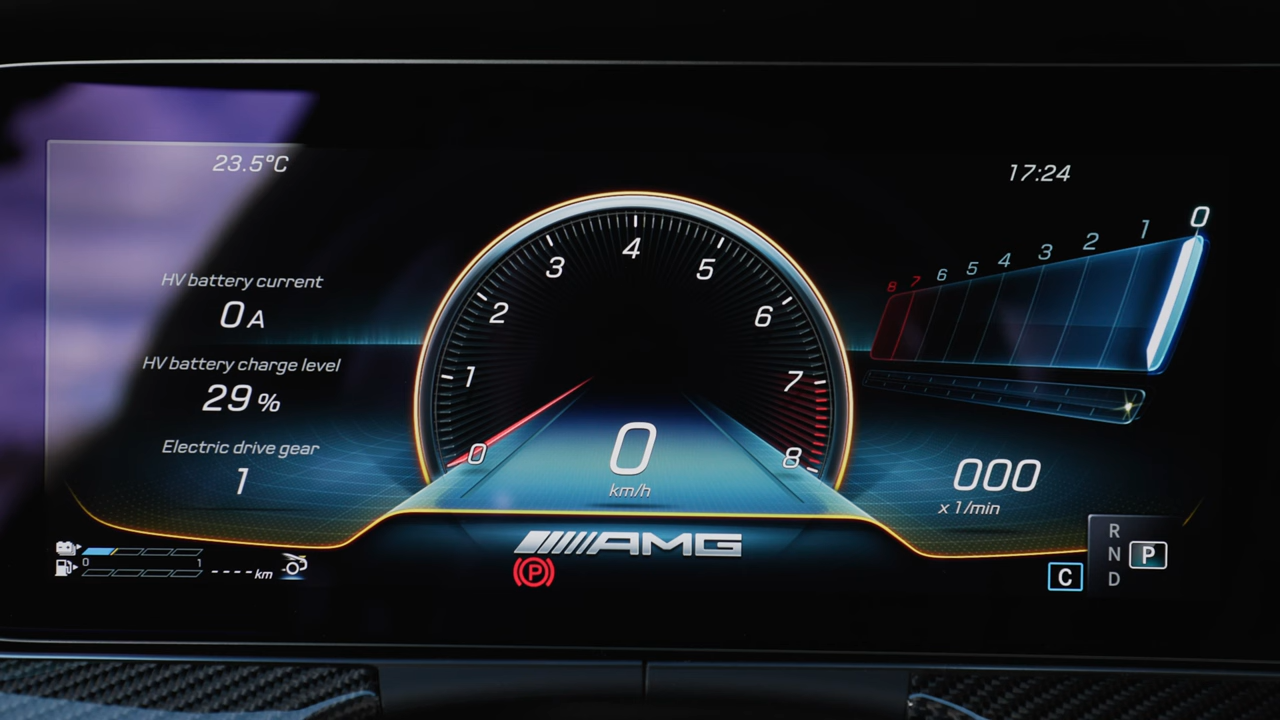 23.5°C
17:24
HV battery current
0 A
HV battery charge level
29 %
Electric drive gear
1
0 1 2 3 4 5 6 7 8
0
km/h
8 7 6 5 4 3 2 1 0
000
x 1/min
0 1
---- km
AMG
P
C
R
N P
D